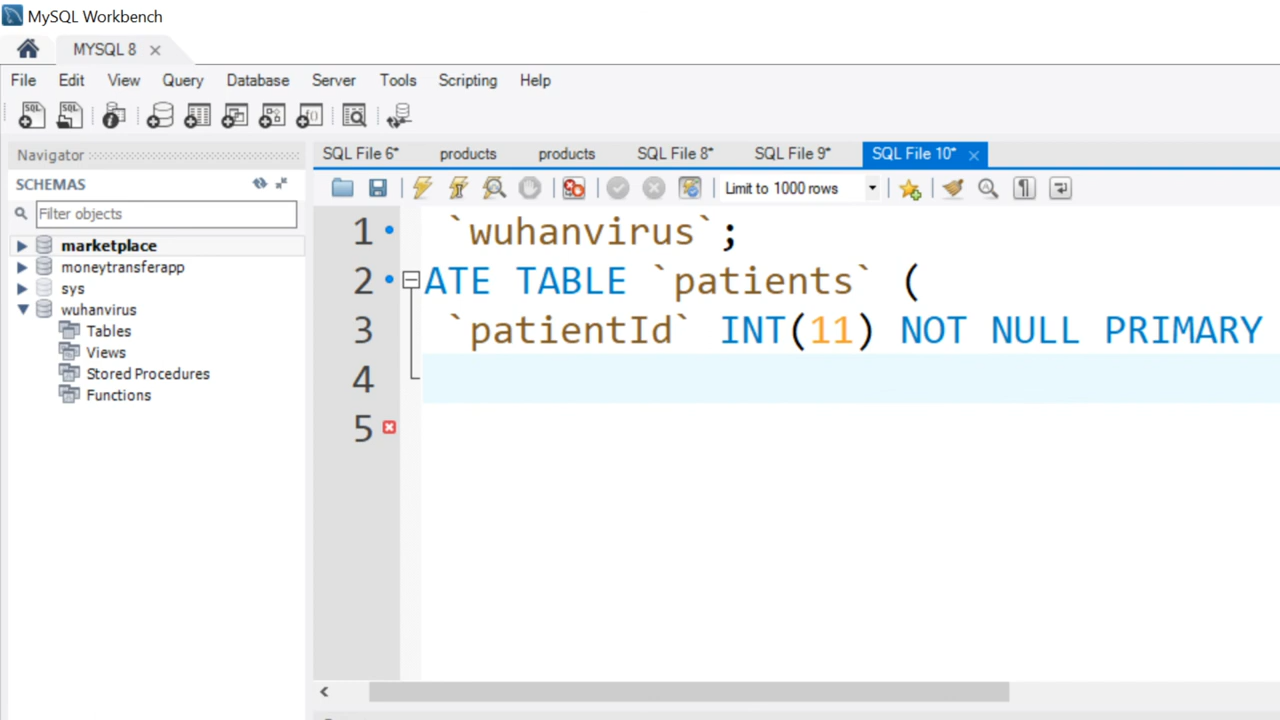 MySQL Workbench
MYSQL 8
File Edit View Query Database Server Tools Scripting Help
Navigator
SCHEMAS
Filter objects
marketplace
moneytransferapp
sys
wuhanvirus
Tables
Views
Stored Procedures
Functions
SQL File 6* products products SQL File 8* SQL File 9* SQL File 10*
Limit to 1000 rows
1 `wuhanvirus`;
2 ATE TABLE `patients` (
3 `patientId` INT(11) NOT NULL PRIMARY
4
5